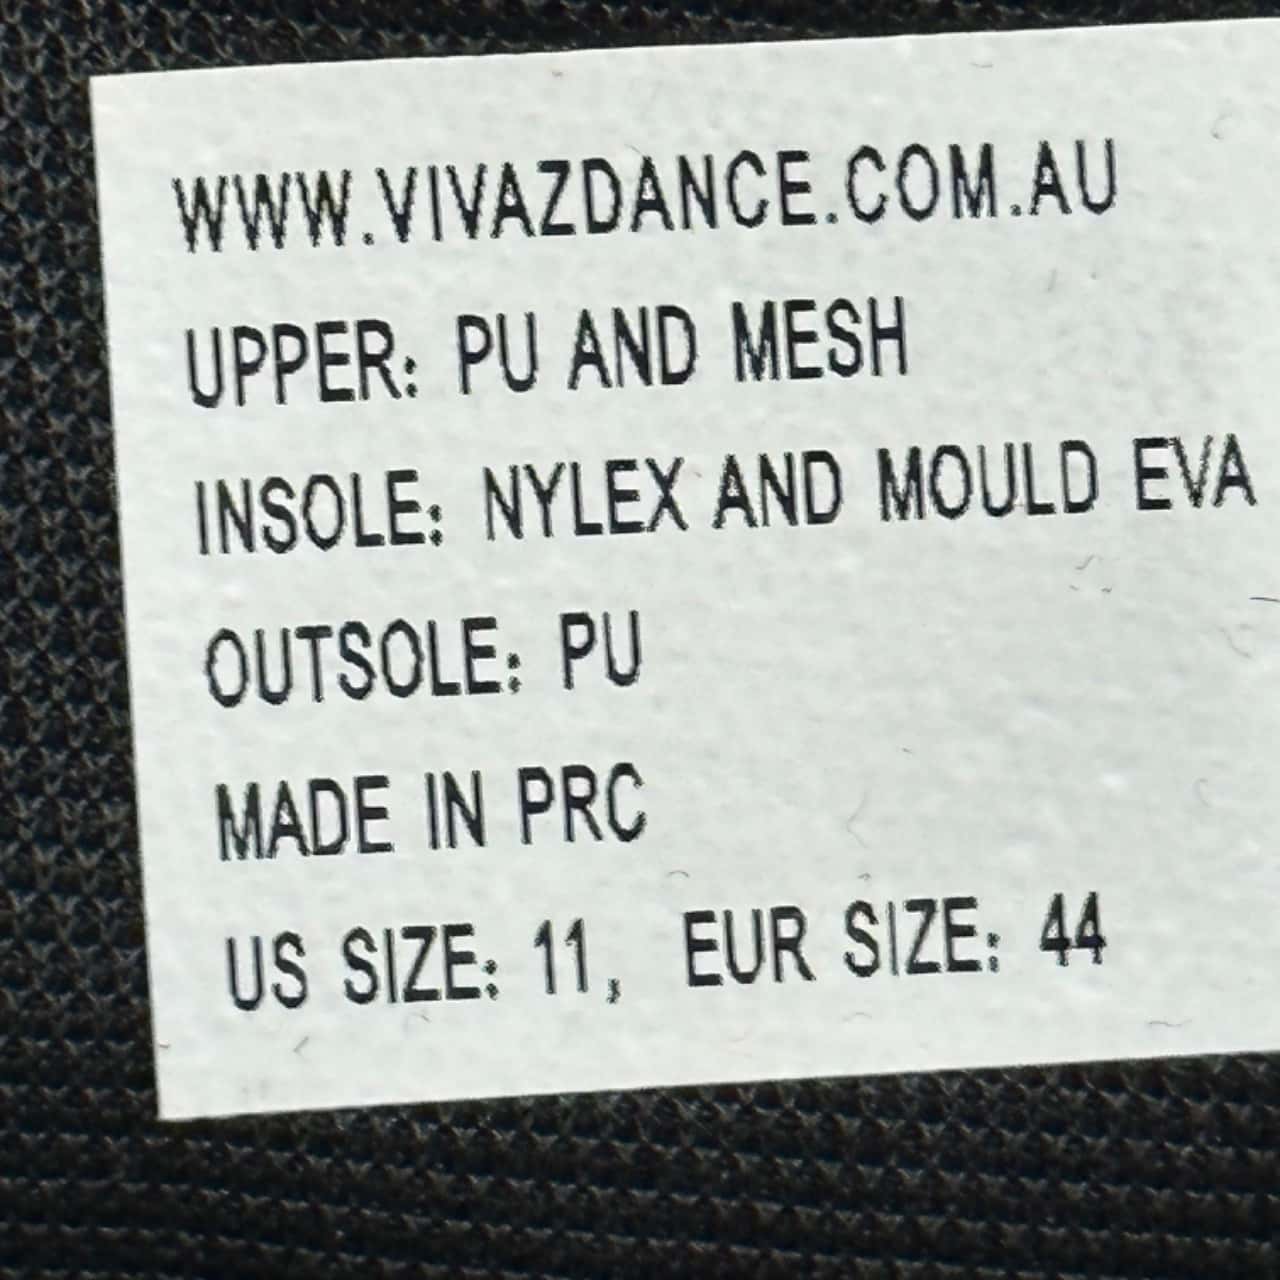 WWW.VIVAZDANCE.COM.AU
UPPER: PU AND MESH
INSOLE: NYLEX AND MOULD EVA
OUTSOLE: PU
MADE IN PRC
US SIZE: 11, EUR SIZE: 44